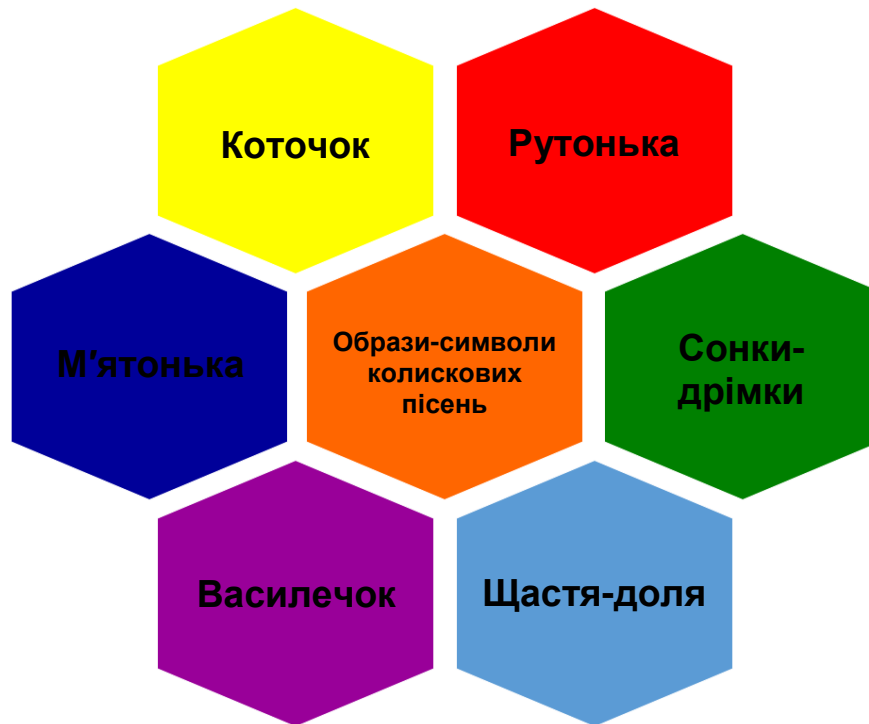 Коточок
Рутонька
М'ятонька
Образи-символи
колискових
пісень
Сонки-
дрімки
Василечок
Щастя-доля